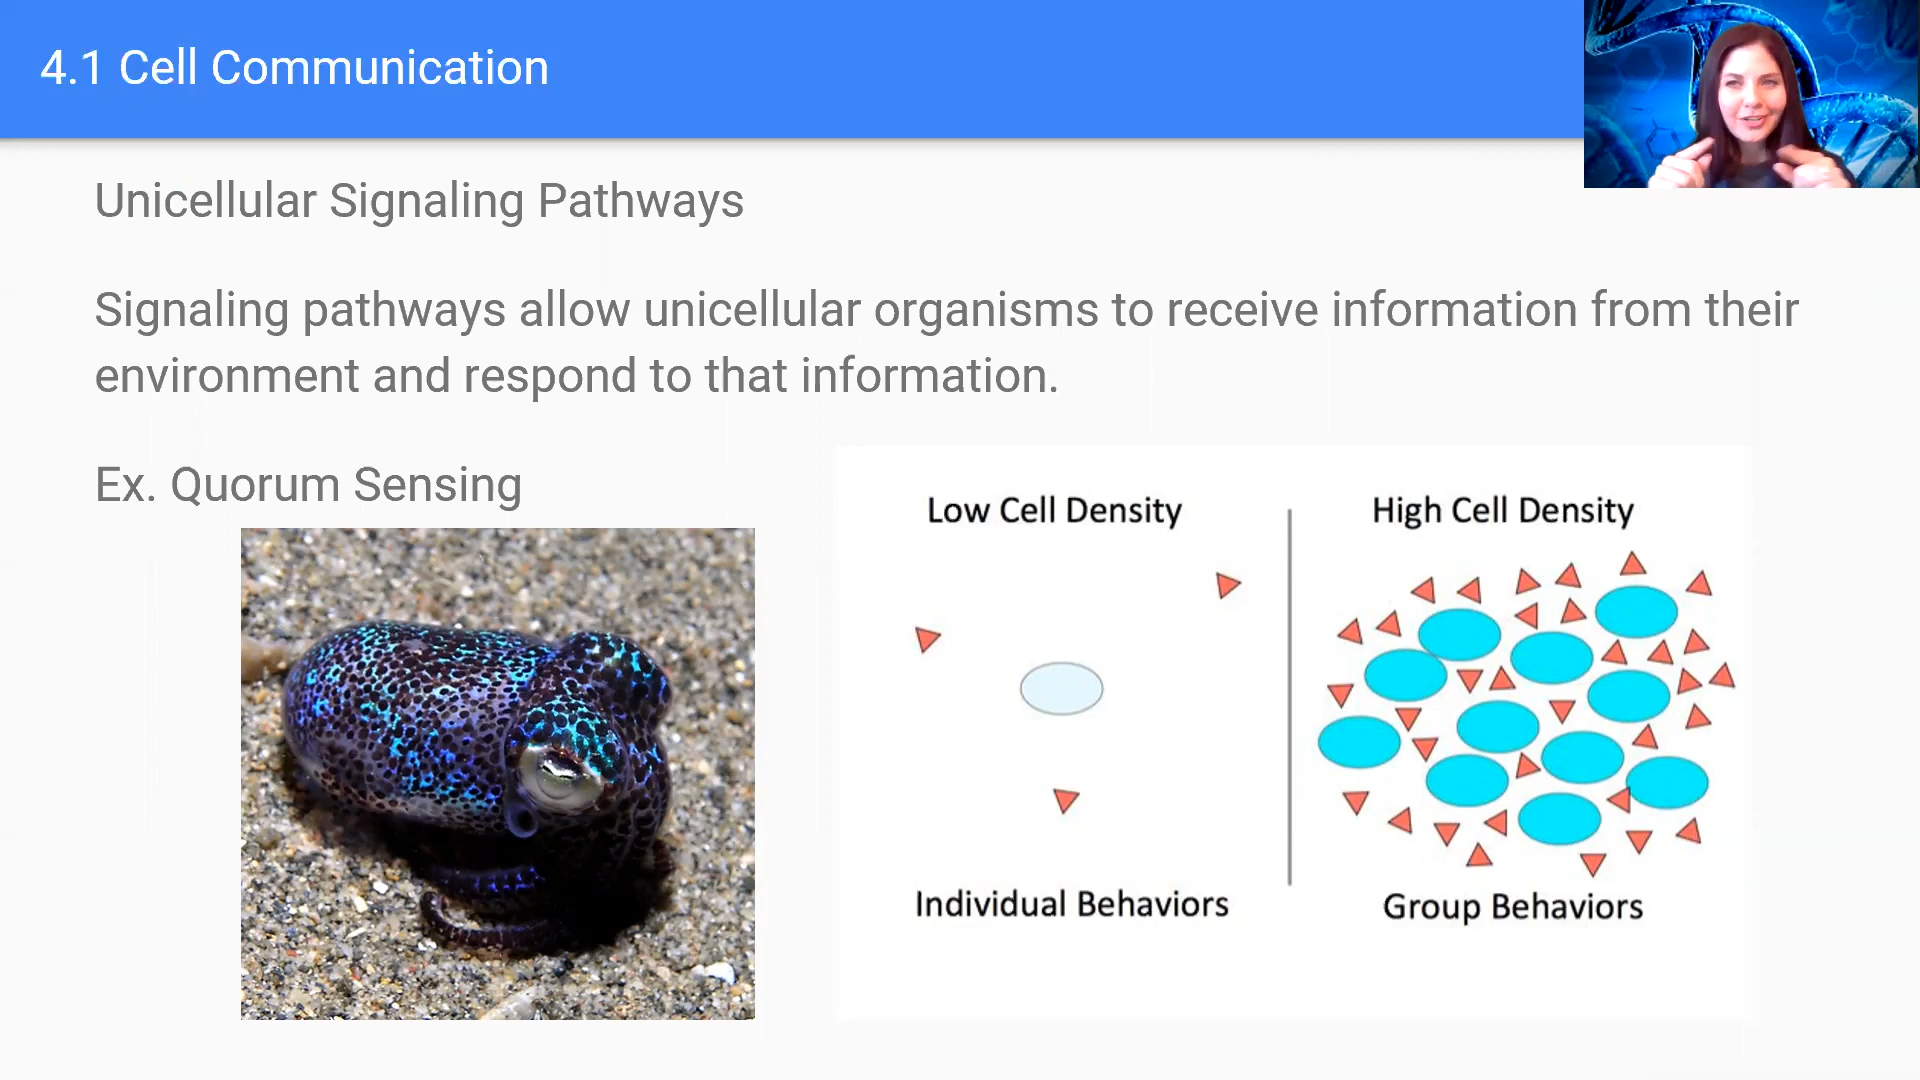 4.1 Cell Communication
Unicellular Signaling Pathways
Signaling pathways allow unicellular organisms to receive information from their
environment and respond to that information.
Ex. Quorum Sensing
Low Cell Density
High Cell Density
Individual Behaviors
Group Behaviors